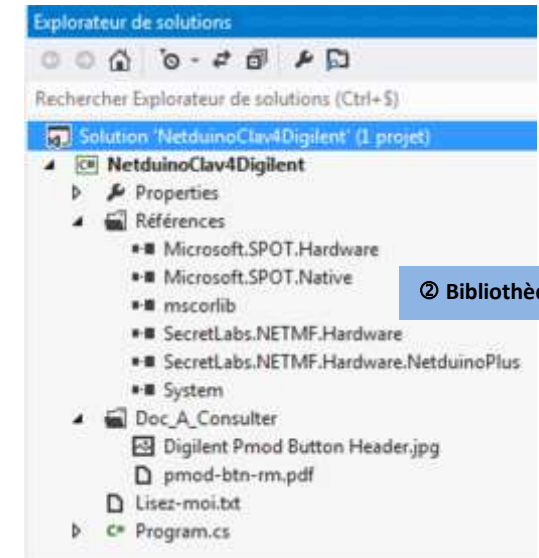 Explorateur de solutions
Rechercher Explorateur de solutions (Ctrl+$)
Solution 'NetduinoClav4Digilent' (1 projet)
C# NetduinoClav4Digilent
Properties
Références
Microsoft.SPOT.Hardware
Microsoft.SPOT.Native
② Bibliothè
mscorlib
SecretLabs.NETMF.Hardware
SecretLabs.NETMF.Hardware.NetduinoPlus
System
Doc_A_Consulter
Digilent Pmod Button Header.jpg
pmod-btn-rm.pdf
Lisez-moi.txt
C# Program.cs